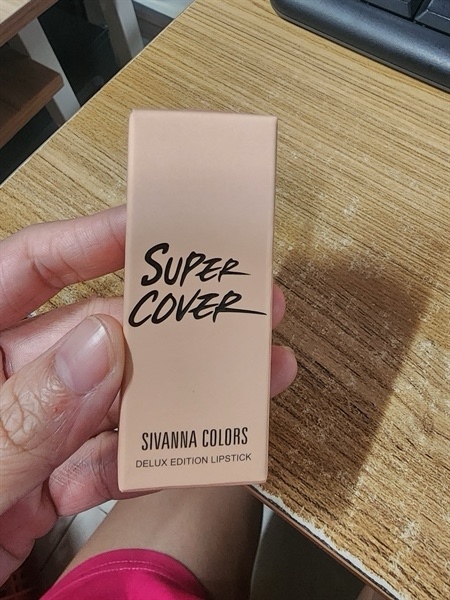 SUPER
COVER
SIVANNA COLORS
DELUX EDITION LIPSTICK